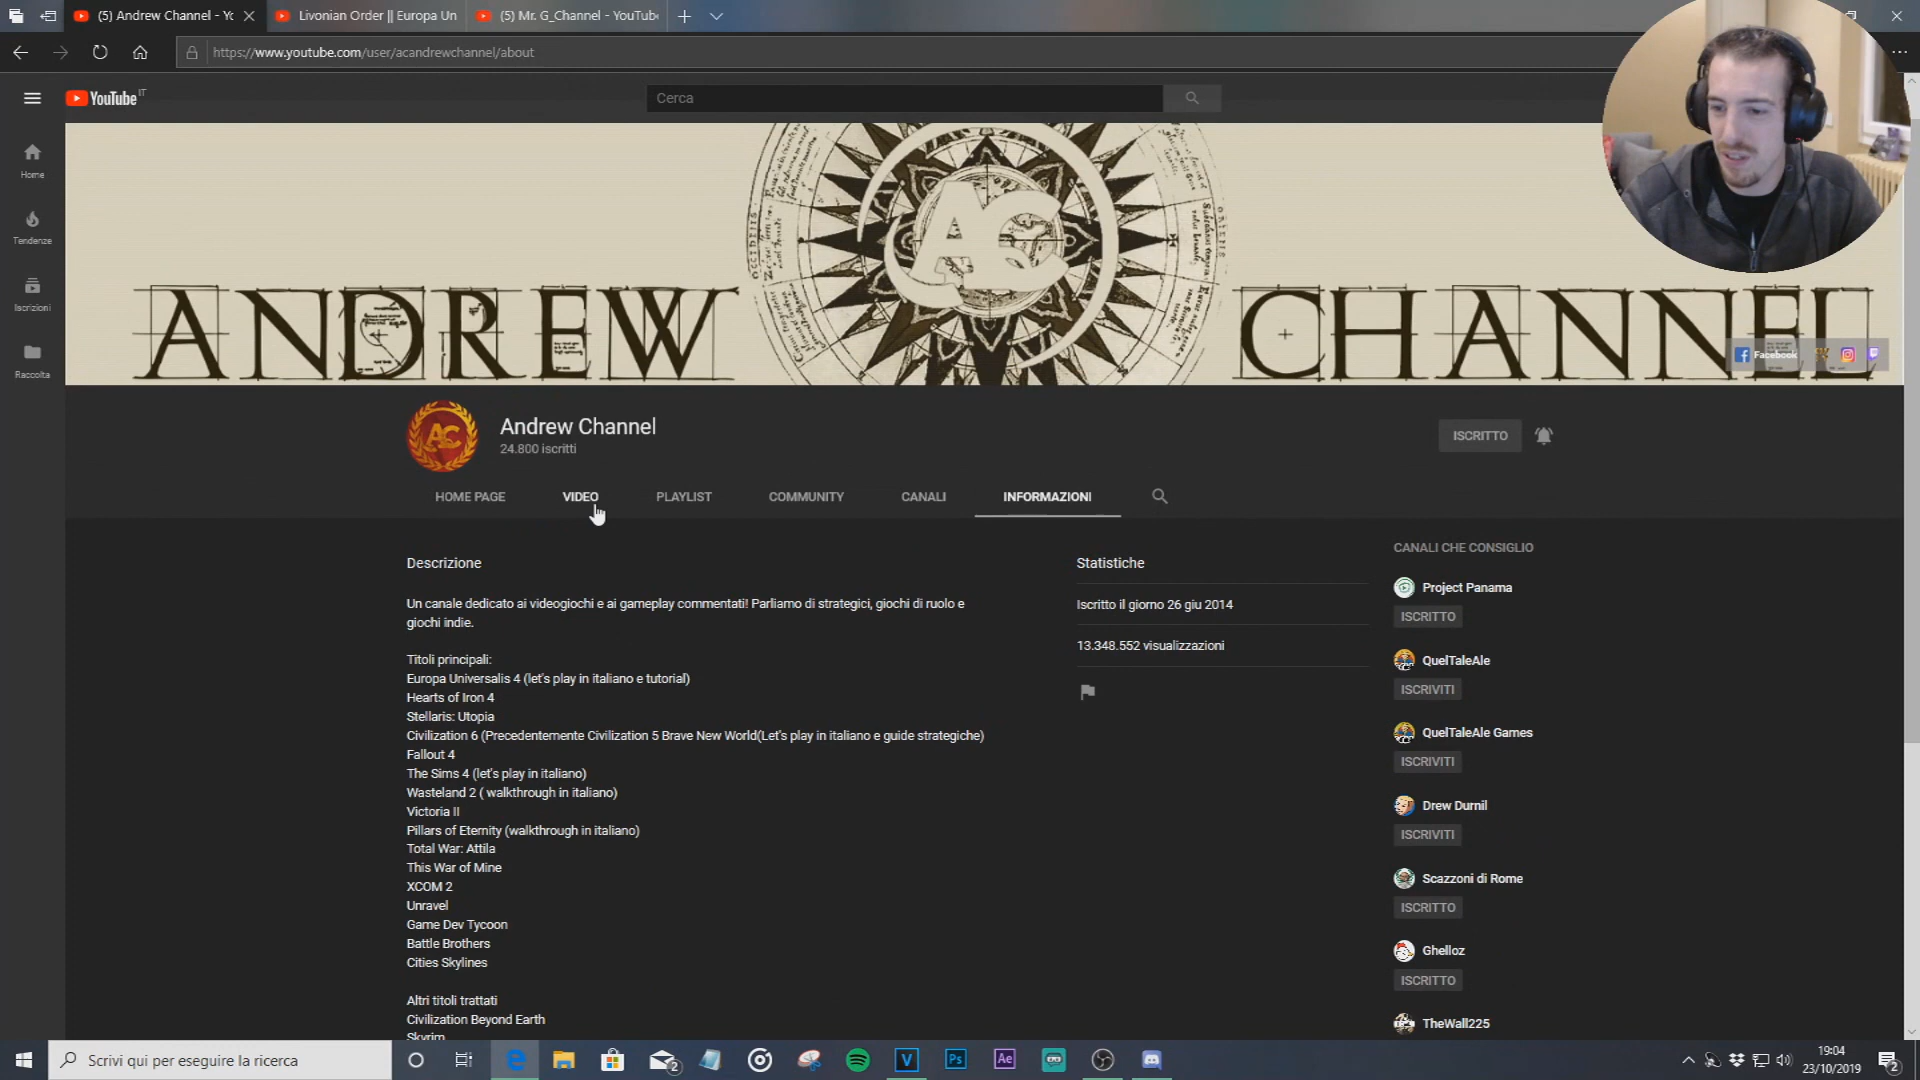 (5) Andrew Channel - Yo
Livonian Order || Europa Un
(5) Mr. G_Channel - YouTube
https://www.youtube.com/user/acandrewchannel/about
YouTube IT
Cerca
Home
Tendenze
Iscrizioni
Raccolta
ANDREW AC CHANNEL
Facebook
Andrew Channel
24.800 iscritti
ISCRITTO
HOME PAGE
VIDEO
PLAYLIST
COMMUNITY
CANALI
INFORMAZIONI
Descrizione
Un canale dedicato ai videogiochi e ai gameplay commentati! Parliamo di strategici, giochi di ruolo e
giochi indie.
Titoli principali:
Europa Universalis 4 (let's play in italiano e tutorial)
Hearts of Iron 4
Stellaris: Utopia
Civilization 6 (Precedentemente Civilization 5 Brave New World(Let's play in italiano e guide strategiche)
Fallout 4
The Sims 4 (let's play in italiano)
Wasteland 2 ( walkthrough in italiano)
Victoria II
Pillars of Eternity (walkthrough in italiano)
Total War: Attila
This War of Mine
XCOM 2
Unravel
Game Dev Tycoon
Battle Brothers
Cities Skylines
Altri titoli trattati
Civilization Beyond Earth
Skyrim
Statistiche
Iscritto il giorno 26 giu 2014
13.348.552 visualizzazioni
CANALI CHE CONSIGLIO
Project Panama
ISCRITTO
QuelTaleAle
ISCRIVITI
QuelTaleAle Games
ISCRIVITI
Drew Durnil
ISCRIVITI
Scazzoni di Rome
ISCRITTO
Ghelloz
ISCRITTO
TheWall225
Scrivi qui per eseguire la ricerca
2
V
Ps
Ae
19:04
23/10/2019
2